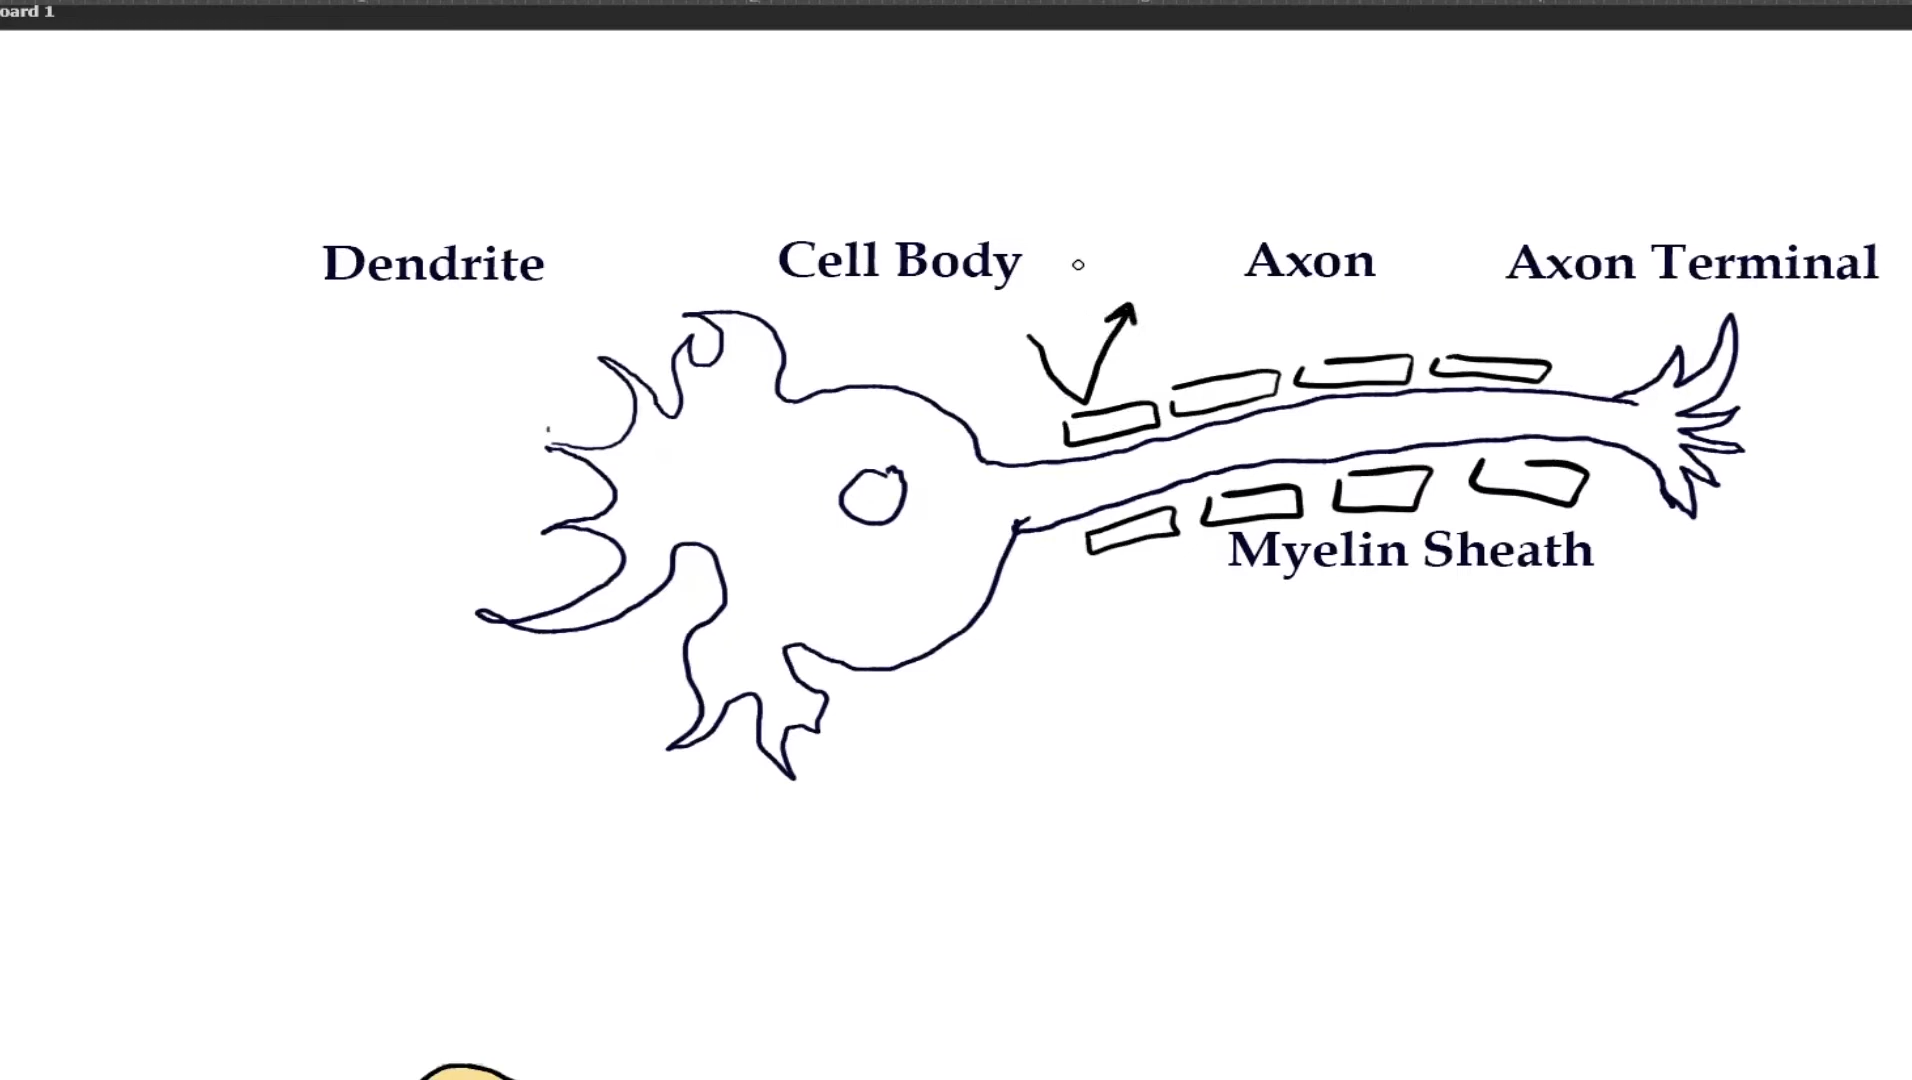 oard 1
Dendrite
Cell Body
Axon
Axon Terminal
Myelin Sheath